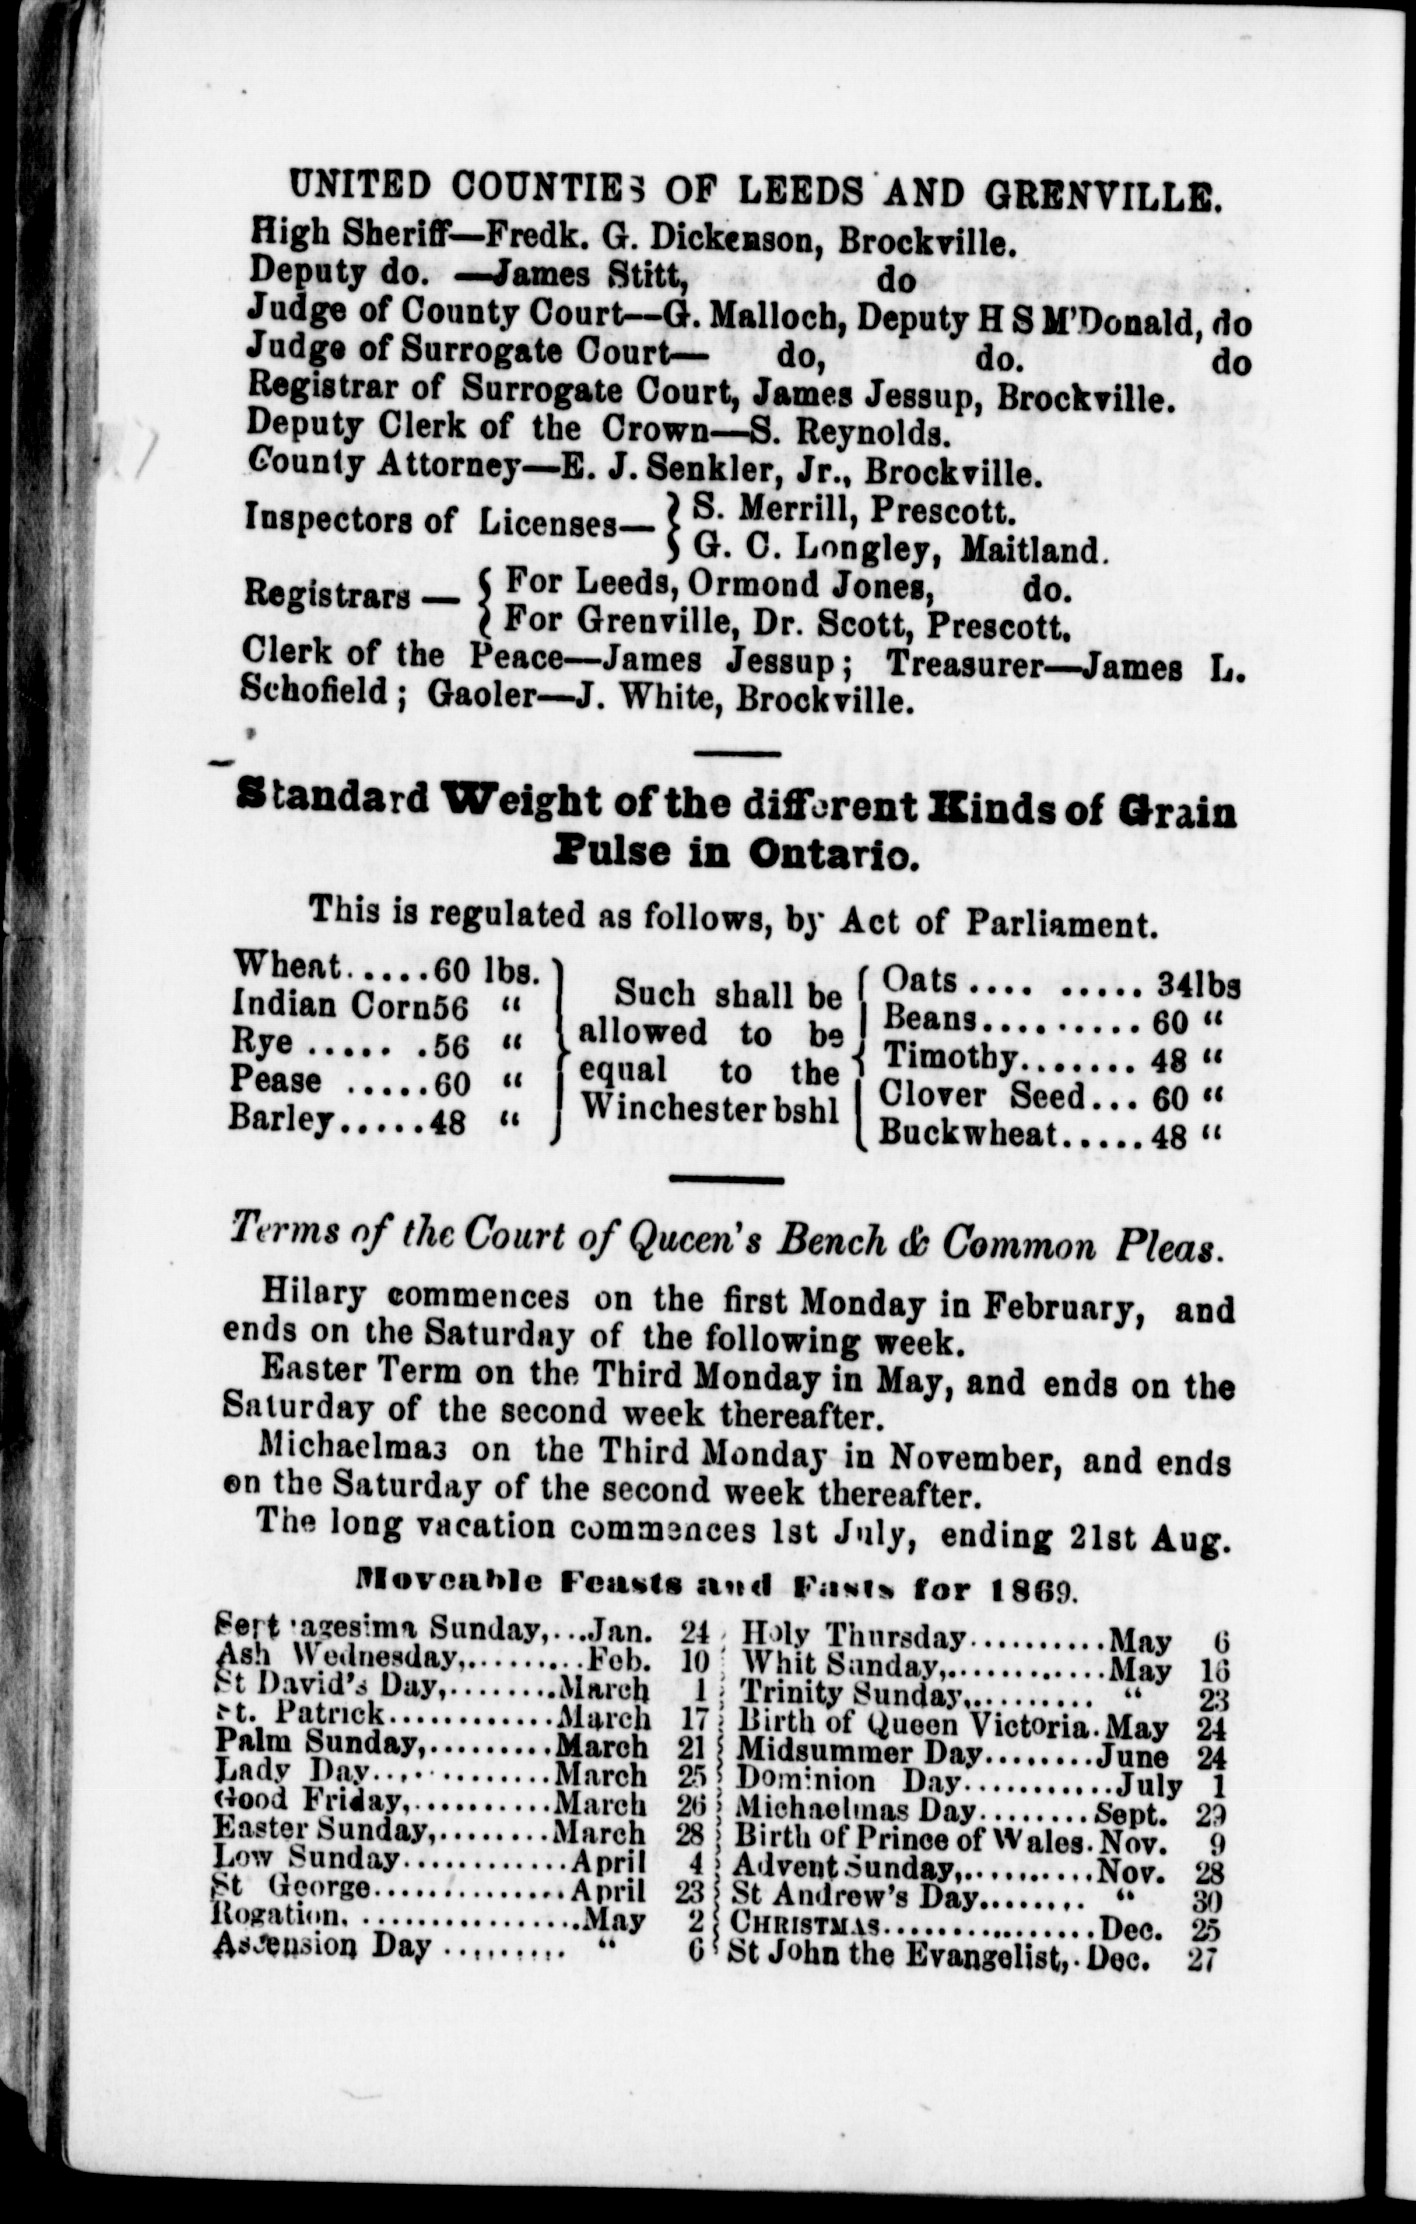 UNITED COUNTIES OF LEEDS AND GRENVILLE.
High Sheriff—Fredk. G. Dickenson, Brockville.
Deputy do. —James Stitt, do
Judge of County Court—G. Malloch, Deputy H S M'Donald, do
Judge of Surrogate Court— do, do. do
Registrar of Surrogate Court, James Jessup, Brockville.
Deputy Clerk of the Crown—S. Reynolds.
County Attorney—E. J. Senkler, Jr., Brockville.
Inspectors of Licenses— } S. Merrill, Prescott.
G. C. Longley, Maitland.
Registrars — { For Leeds, Ormond Jones, do.
For Grenville, Dr. Scott, Prescott.
Clerk of the Peace—James Jessup; Treasurer—James L.
Schofield; Gaoler—J. White, Brockville.
Standard Weight of the different Kinds of Grain
Pulse in Ontario.
This is regulated as follows, by Act of Parliament.
Wheat.....60 lbs.
Indian Corn56 "
Rye ..... .56 "
Pease .....60 "
Barley.....48 "
Such shall be
allowed to be
equal to the
Winchester bshl
Oats .... ..... 34lbs
Beans.......... 60 "
Timothy....... 48 "
Clover Seed... 60 "
Buckwheat..... 48 "
Terms of the Court of Queen's Bench & Common Pleas.
Hilary commences on the first Monday in February, and
ends on the Saturday of the following week.
Easter Term on the Third Monday in May, and ends on the
Saturday of the second week thereafter.
Michaelmas on the Third Monday in November, and ends
on the Saturday of the second week thereafter.
The long vacation commences 1st July, ending 21st Aug.
Moveable Feasts and Fasts for 1869.
Septuagesima Sunday,...Jan. 24
Ash Wednesday,.........Feb. 10
St David's Day,........March 1
St. Patrick.............March 17
Palm Sunday,..........March 21
Lady Day..............March 25
Good Friday,...........March 26
Easter Sunday,.........March 28
Low Sunday.............April 4
St George...............April 23
Rogation. .................May 2
Ascension Day .......... " 6
Holy Thursday...........May 6
Whit Sunday,.............May 16
Trinity Sunday,.......... " 23
Birth of Queen Victoria.May 24
Midsummer Day.........June 24
Dominion Day............July 1
Michaelmas Day.........Sept. 29
Birth of Prince of Wales.Nov. 9
Advent Sunday,...........Nov. 28
St Andrew's Day......... " 30
CHRISTMAS..................Dec. 25
St John the Evangelist,.Dec. 27